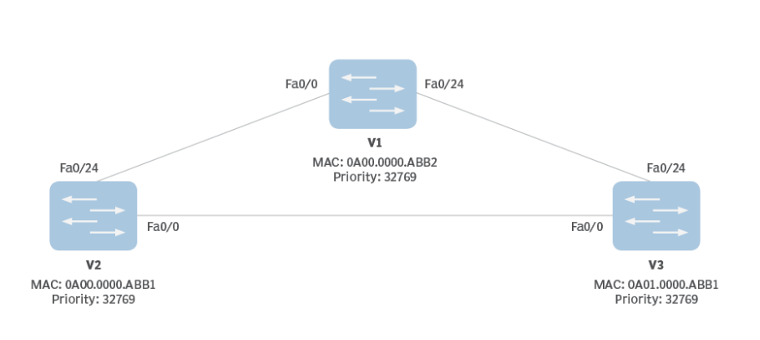 Fa0/0
Fa0/24
V1
MAC: 0A00.0000.ABB2
Priority: 32769
Fa0/24
Fa0/24
Fa0/0
Fa0/0
V2
MAC: 0A00.0000.ABB1
Priority: 32769
V3
MAC: 0A01.0000.ABB1
Priority: 32769